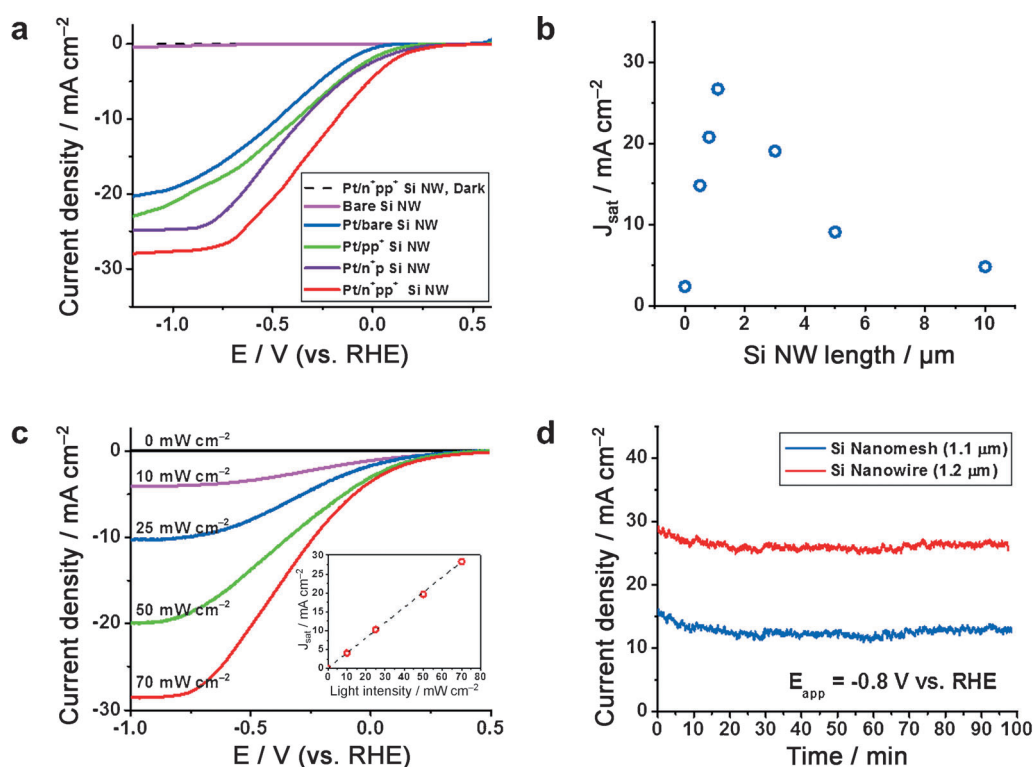 a
Current density / mA cm⁻²
0
-10
-20
-30
-1.0 -0.5 0.0 0.5
E / V (vs. RHE)
Pt/n⁺pp⁺ Si NW, Dark
Bare Si NW
Pt/bare Si NW
Pt/pp⁺ Si NW
Pt/n⁺p Si NW
Pt/n⁺pp⁺ Si NW
b
J_sat / mA cm⁻²
30
20
10
0
0 2 4 6 8 10
Si NW length / µm
c
Current density / mA cm⁻²
0
-10
-20
-30
0 mW cm⁻²
10 mW cm⁻²
25 mW cm⁻²
50 mW cm⁻²
70 mW cm⁻²
-1.0 -0.5 0.0 0.5
E / V (vs. RHE)
J_sat / mA cm⁻²
30
25
20
15
10
5
0
0 10 20 30 40 50 60 70 80
Light intensity / mW cm⁻²
d
Current density / mA cm⁻²
40
30
20
10
0
Si Nanomesh (1.1 µm)
Si Nanowire (1.2 µm)
E_app = -0.8 V vs. RHE
0 10 20 30 40 50 60 70 80 90 100
Time / min